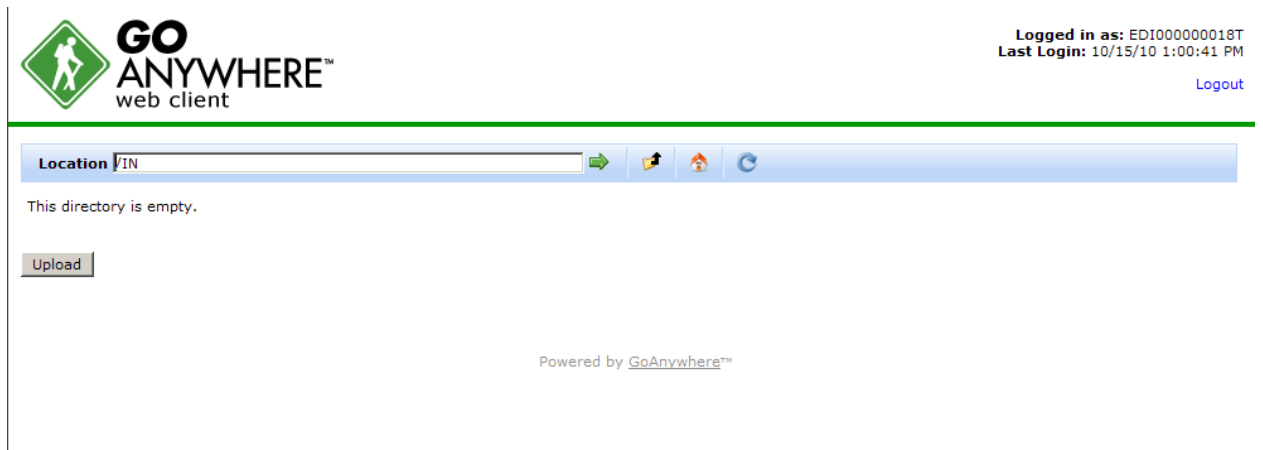 GO
ANYWHERE™
web client
Logged in as: EDI000000018T
Last Login: 10/15/10 1:00:41 PM
Logout
Location /IN
This directory is empty.
Upload
Powered by GoAnywhere™